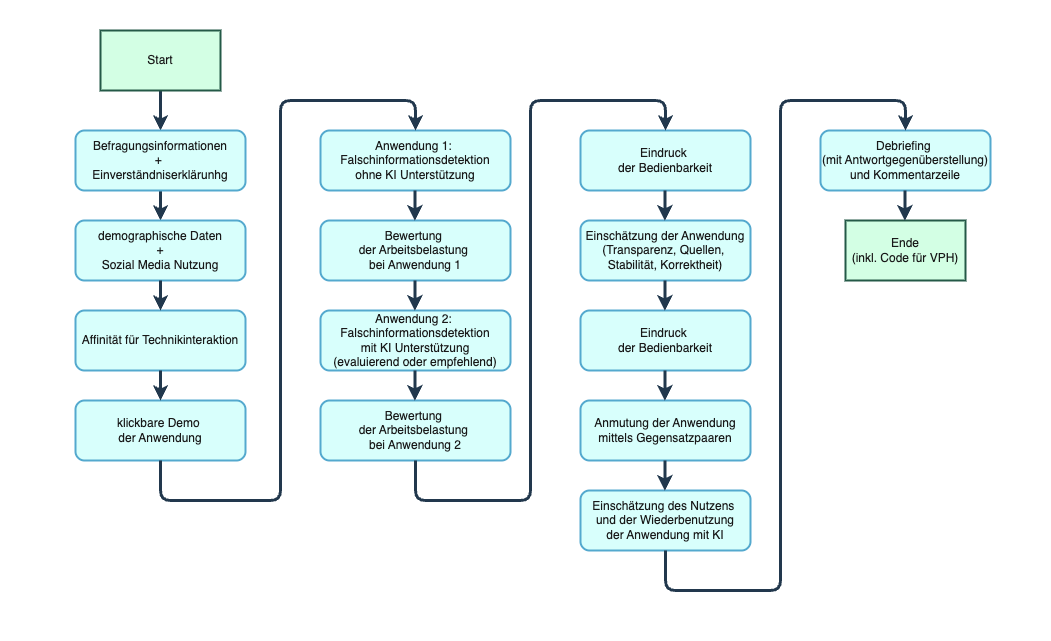 Start
Befragungsinformationen
+
Einverständniserklärunhg
demographische Daten
+
Sozial Media Nutzung
Affinität für Technikinteraktion
klickbare Demo
der Anwendung
Anwendung 1:
Falschinformationsdetektion
ohne KI Unterstützung
Bewertung
der Arbeitsbelastung
bei Anwendung 1
Anwendung 2:
Falschinformationsdetektion
mit KI Unterstützung
(evaluierend oder empfehlend)
Bewertung
der Arbeitsbelastung
bei Anwendung 2
Eindruck
der Bedienbarkeit
Einschätzung der Anwendung
(Transparenz, Quellen,
Stabilität, Korrektheit)
Eindruck
der Bedienbarkeit
Anmutung der Anwendung
mittels Gegensatzpaaren
Einschätzung des Nutzens
und der Wiederbenutzung
der Anwendung mit KI
Debriefing
(mit Antwortgegenüberstellung)
und Kommentarzeile
Ende
(inkl. Code für VPH)